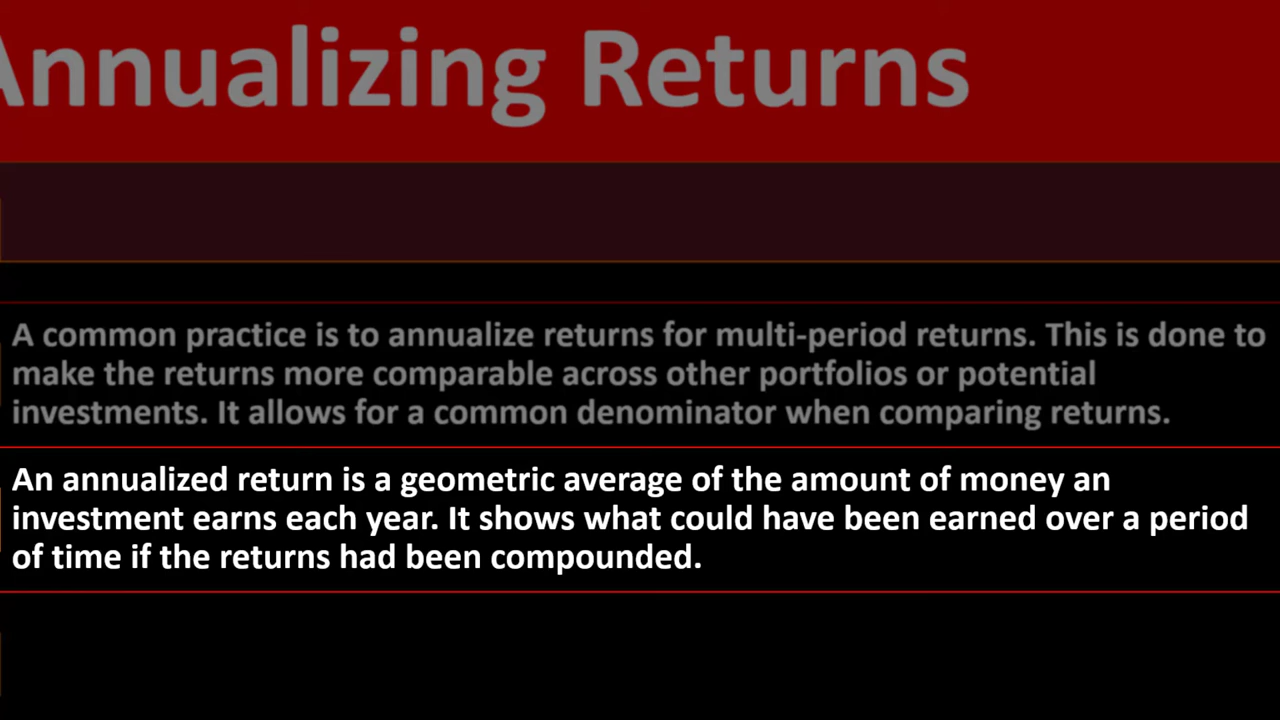 Annualizing Returns
A common practice is to annualize returns for multi-period returns. This is done to
make the returns more comparable across other portfolios or potential
investments. It allows for a common denominator when comparing returns.
An annualized return is a geometric average of the amount of money an
investment earns each year. It shows what could have been earned over a period
of time if the returns had been compounded.